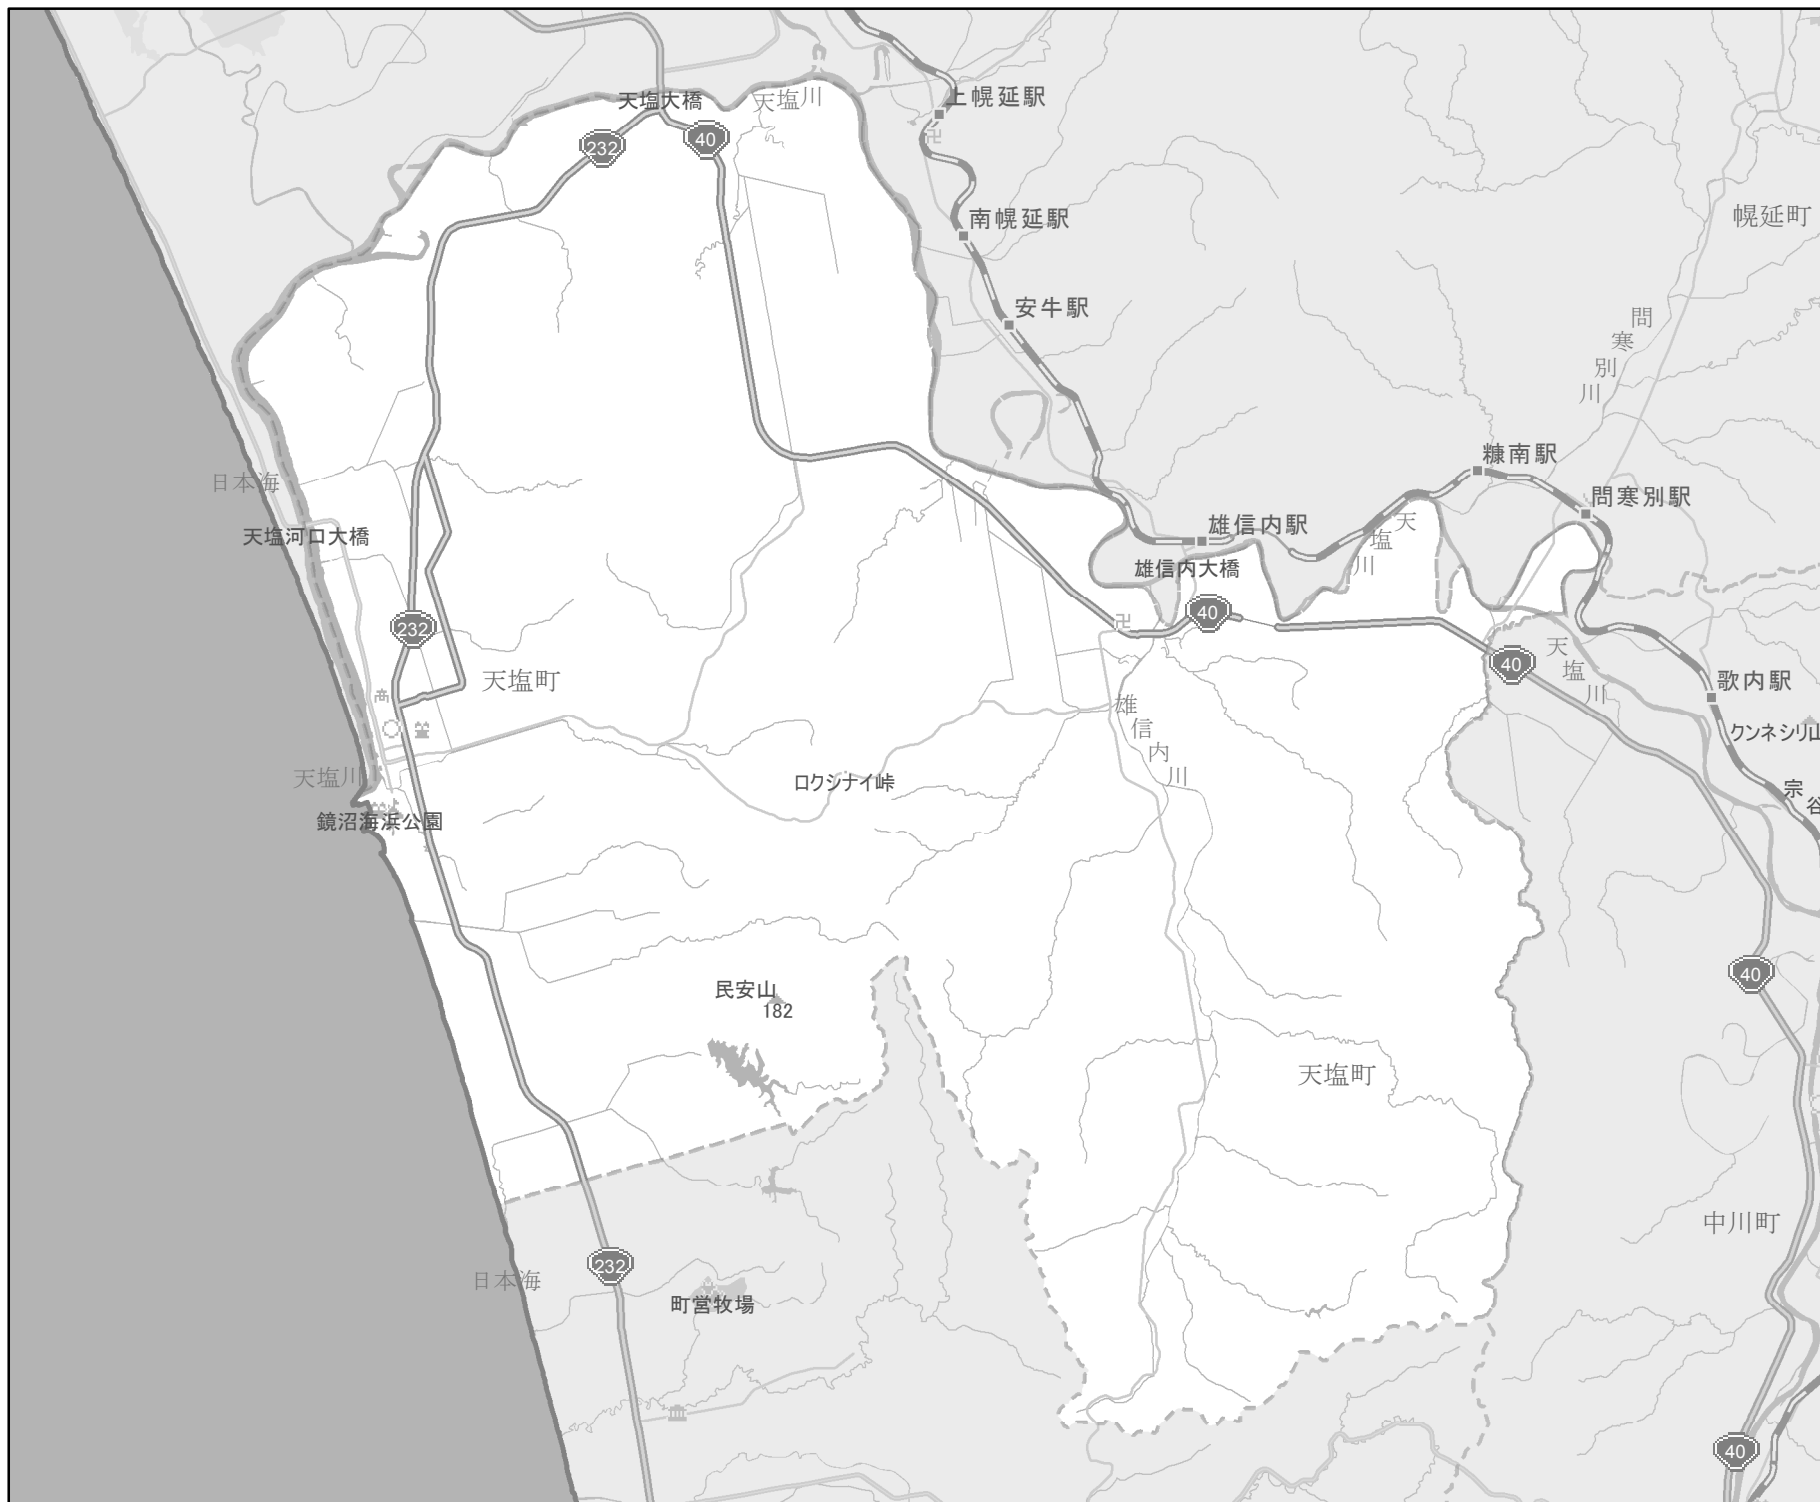 天塩大橋
天塩川
上幌延駅
232
40
南幌延駅
幌延町
安牛駅
問寒別川
日本海
糠南駅
問寒別駅
天塩河口大橋
雄信内駅
天塩川
雄信内大橋
40
232
40
天塩川
天塩町
歌内駅
雄信内川
クンネシリ山
天塩川
ロクシナイ峠
宗谷
鏡沼海浜公園
民安山
182
40
天塩町
中川町
232
日本海
町営牧場
40